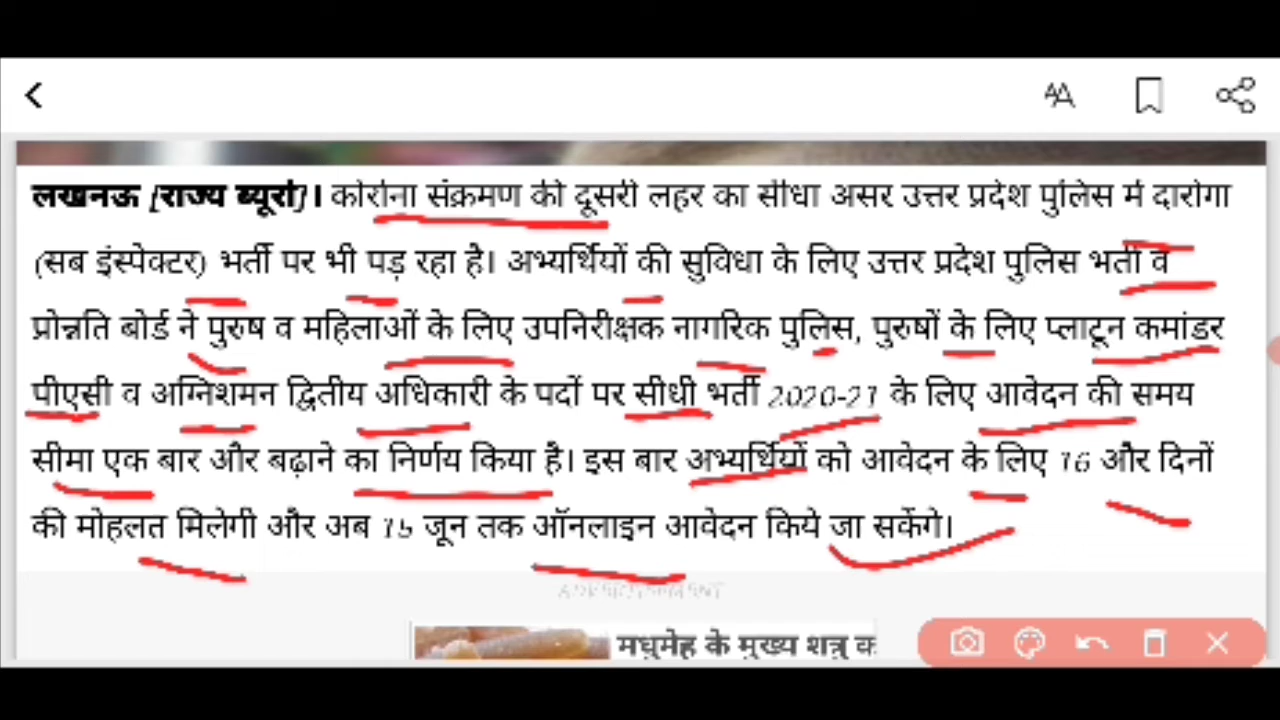 लखनऊ [राज्य ब्यूरो]। कोरोना संक्रमण की दूसरी लहर का सीधा असर उत्तर प्रदेश पुलिस में दारोगा
(सब इंस्पेक्टर) भर्ती पर भी पड़ रहा है। अभ्यर्थियों की सुविधा के लिए उत्तर प्रदेश पुलिस भर्ती व
प्रोन्नति बोर्ड ने पुरुष व महिलाओं के लिए उपनिरीक्षक नागरिक पुलिस, पुरुषों के लिए प्लाटून कमांडर
पीएसी व अग्निशमन द्वितीय अधिकारी के पदों पर सीधी भर्ती 2020-21 के लिए आवेदन की समय
सीमा एक बार और बढ़ाने का निर्णय किया है। इस बार अभ्यर्थियों को आवेदन के लिए 16 और दिनों
की मोहलत मिलेगी और अब 15 जून तक ऑनलाइन आवेदन किये जा सकेंगे।
ADVERTISEMENT
मधुमेह के मुख्य शत्रु क